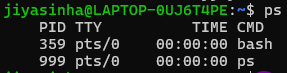 jiyasinha@LAPTOP-0UJ6T4PE:~$ ps
    PID TTY          TIME CMD
    359 pts/0    00:00:00 bash
    999 pts/0    00:00:00 ps